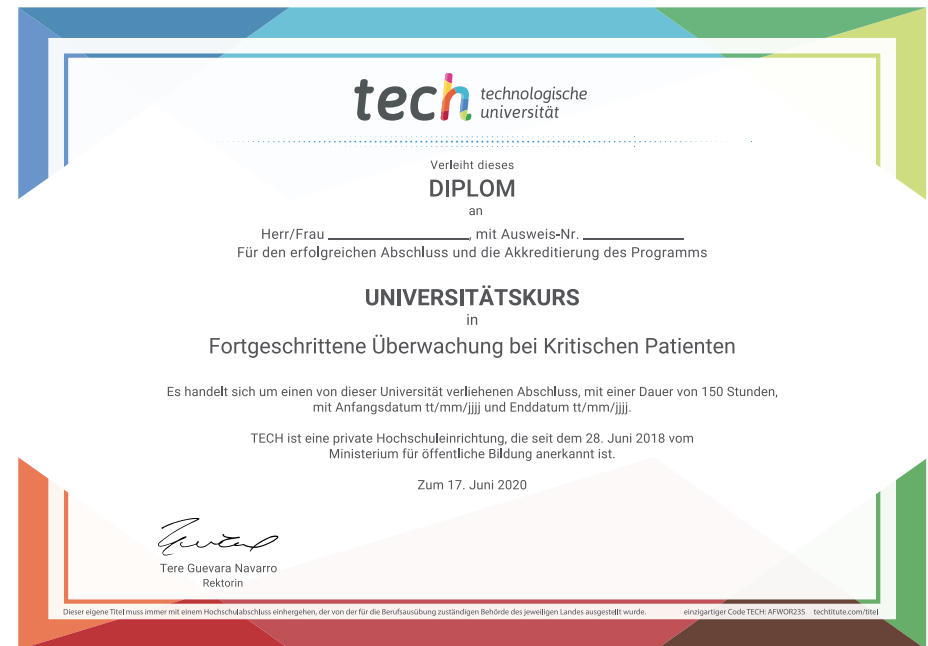 tech technologische
universität
Verleiht dieses
DIPLOM
an
Herr/Frau ____________, mit Ausweis-Nr. ____________
Für den erfolgreichen Abschluss und die Akkreditierung des Programms
UNIVERSITÄTSKURS
in
Fortgeschrittene Überwachung bei Kritischen Patienten
Es handelt sich um einen von dieser Universität verliehenen Abschluss, mit einer Dauer von 150 Stunden,
mit Anfangsdatum tt/mm/jjjj und Enddatum tt/mm/jjjj.
TECH ist eine private Hochschuleinrichtung, die seit dem 28. Juni 2018 vom
Ministerium für öffentliche Bildung anerkannt ist.
Zum 17. Juni 2020
Tere Guevara Navarro
Rektorin
Dieser eigene Titel muss immer mit einem Hochschulabschluss einhergehen, der von der für die Berufsausübung zuständigen Behörde des jeweiligen Landes ausgestellt wurde. einzigartiger Code TECH: AFWOR235 techtitute.com/titel